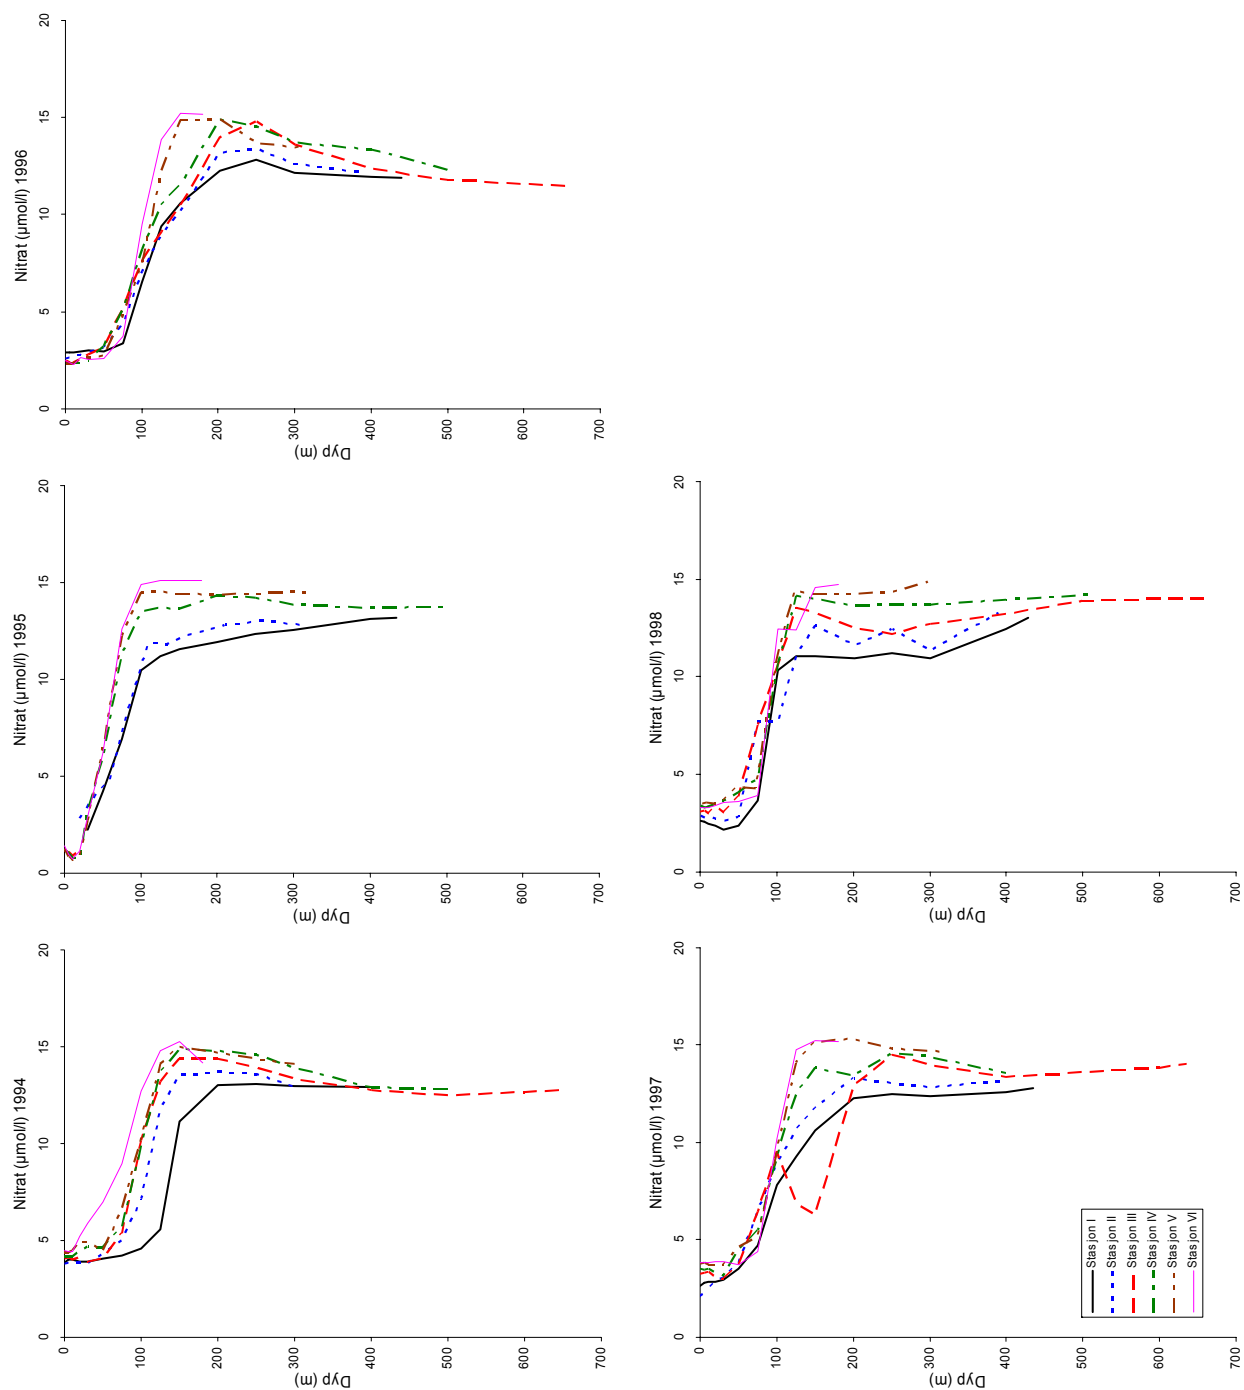 Nitrat (µmol/l) 1994
0 5 10 15 20
0
100
200
300
400
500
600
700
Dyp (m)
Nitrat (µmol/l) 1995
0 5 10 15 20
0
100
200
300
400
500
600
700
Dyp (m)
Nitrat (µmol/l) 1996
0 5 10 15 20
0
100
200
300
400
500
600
700
Dyp (m)
Nitrat (µmol/l) 1997
0 5 10 15 20
0
100
200
300
400
500
600
700
Dyp (m)
Stasjon I
Stasjon II
Stasjon III
Stasjon IV
Stasjon V
Stasjon VI
Nitrat (µmol/l) 1998
0 5 10 15 20
0
100
200
300
400
500
600
700
Dyp (m)